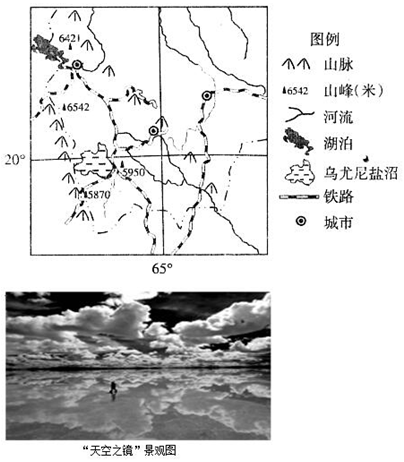 6421
6542
5950
5870
20°
65°
图例
山脉
6542 山峰(米)
河流
湖泊
乌尤尼盐沼
铁路
城市
“天空之镜”景观图